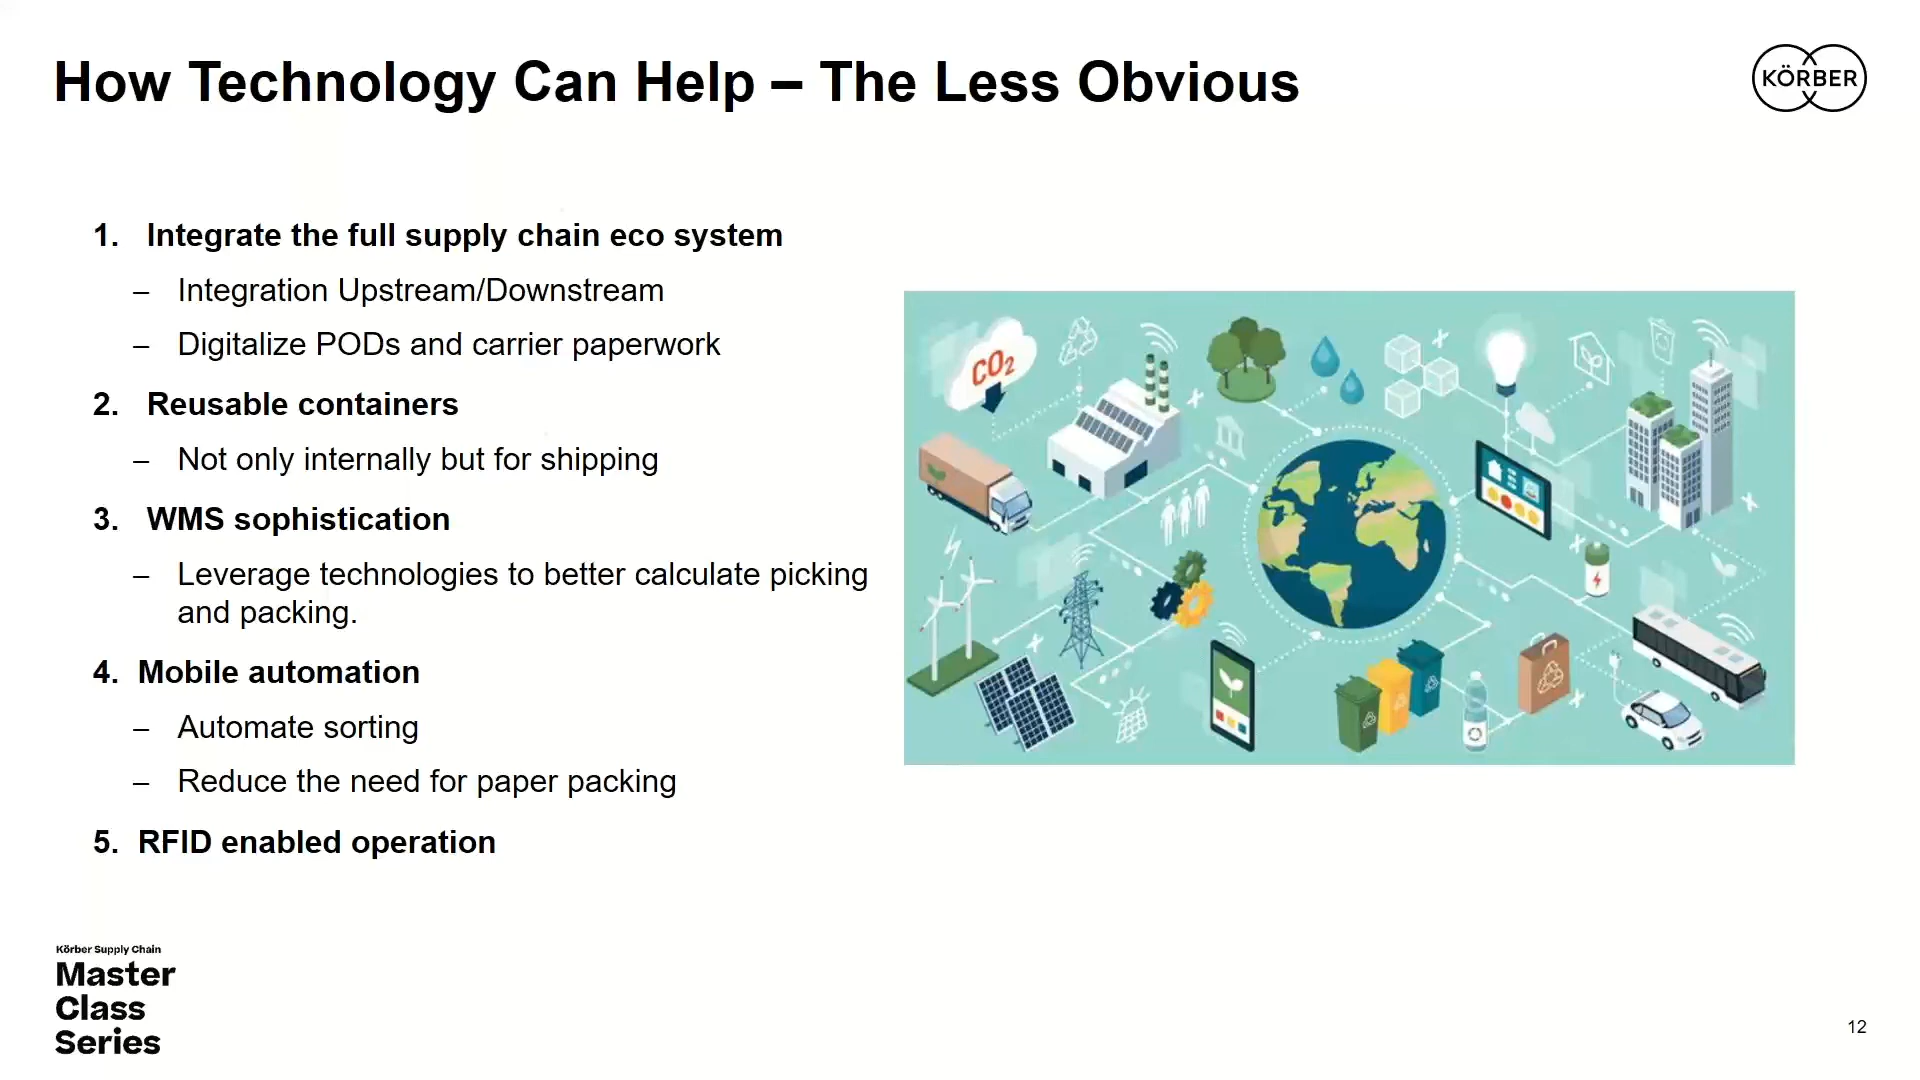 How Technology Can Help – The Less Obvious
KÖRBER
1. Integrate the full supply chain eco system
– Integration Upstream/Downstream
– Digitalize PODs and carrier paperwork
2. Reusable containers
– Not only internally but for shipping
3. WMS sophistication
– Leverage technologies to better calculate picking
and packing.
4. Mobile automation
– Automate sorting
– Reduce the need for paper packing
5. RFID enabled operation
CO2
Körber Supply Chain
Master
Class
Series
12